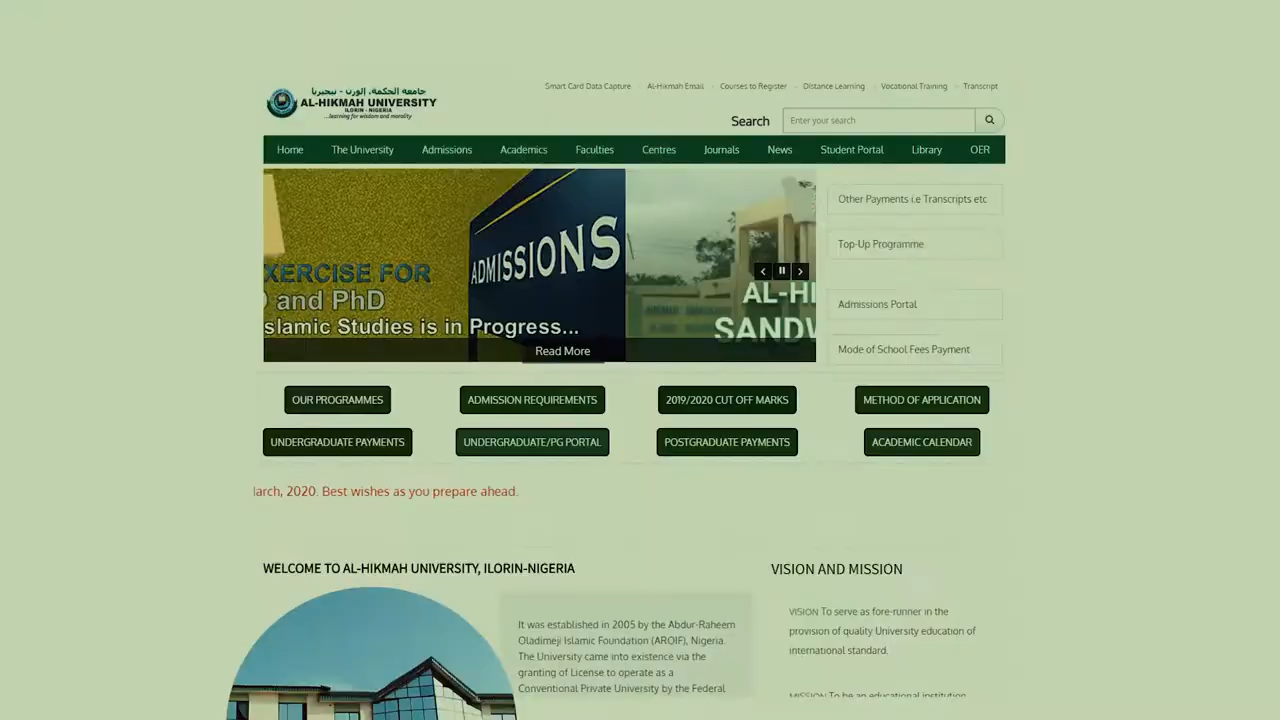 جامعة الحكمة، إلورن - نيجيريا
AL-HIKMAH UNIVERSITY
ILORIN - NIGERIA
...learning for wisdom and morality
Smart Card Data Capture
Al-Hikmah Email
Courses to Register
Distance Learning
Vocational Training
Transcript
Search
Enter your search
Home
The University
Admissions
Academics
Faculties
Centres
Journals
News
Student Portal
Library
OER
XERCISE FOR
and PhD
slamic Studies is in Progress...
ADMISSIONS
AL-HI
SANDW
Read More
Other Payments i.e Transcripts etc
Top-Up Programme
Admissions Portal
Mode of School Fees Payment
OUR PROGRAMMES
ADMISSION REQUIREMENTS
2019/2020 CUT OFF MARKS
METHOD OF APPLICATION
UNDERGRADUATE PAYMENTS
UNDERGRADUATE/PG PORTAL
POSTGRADUATE PAYMENTS
ACADEMIC CALENDAR
larch, 2020. Best wishes as you prepare ahead.
WELCOME TO AL-HIKMAH UNIVERSITY, ILORIN-NIGERIA
It was established in 2005 by the Abdur-Raheem
Oladimeji Islamic Foundation (AROIF), Nigeria.
The University came into existence via the
granting of License to operate as a
Conventional Private University by the Federal
VISION AND MISSION
VISION To serve as fore-runner in the
provision of quality University education of
international standard.
MISSION To be an educational institution